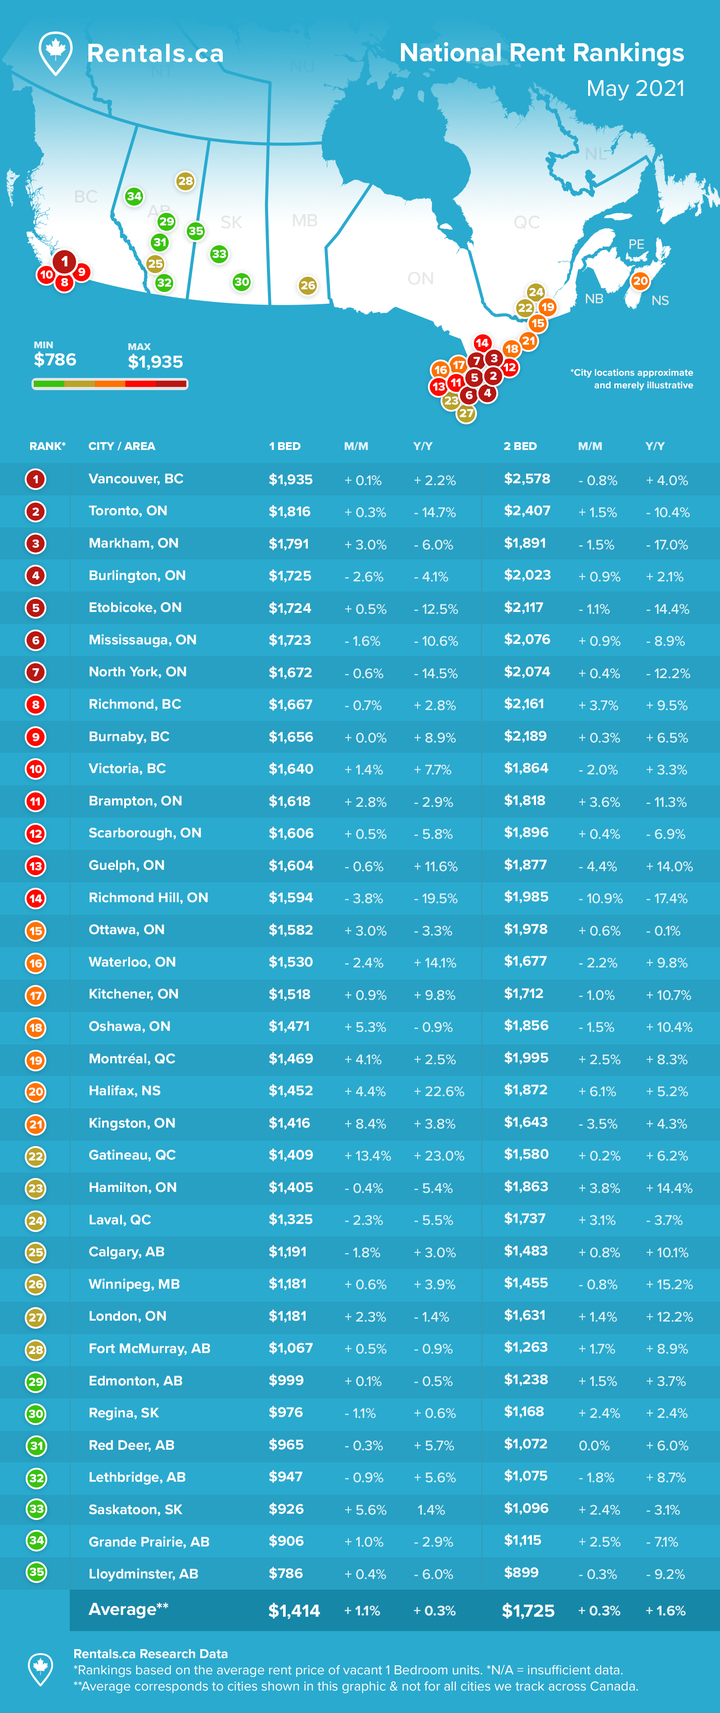 Rentals.ca
National Rent Rankings
May 2021
NT
NU
NL
BC
AB
SK
MB
ON
QC
PE
NB
NS
28
34
29
35
31
33
25
32
30
26
1
10
9
8
20
24
22
19
15
21
14
18
7
3
17
16
12
5
2
11
13
6
4
23
27
MIN
$786
MAX
$1,935
*City locations approximate
and merely illustrative
RANK* CITY / AREA 1 BED M/M Y/Y 2 BED M/M Y/Y
1 Vancouver, BC $1,935 + 0.1% + 2.2% $2,578 - 0.8% + 4.0%
2 Toronto, ON $1,816 + 0.3% - 14.7% $2,407 + 1.5% - 10.4%
3 Markham, ON $1,791 + 3.0% - 6.0% $1,891 - 1.5% - 17.0%
4 Burlington, ON $1,725 - 2.6% - 4.1% $2,023 + 0.9% + 2.1%
5 Etobicoke, ON $1,724 + 0.5% - 12.5% $2,117 - 1.1% - 14.4%
6 Mississauga, ON $1,723 - 1.6% - 10.6% $2,076 + 0.9% - 8.9%
7 North York, ON $1,672 - 0.6% - 14.5% $2,074 + 0.4% - 12.2%
8 Richmond, BC $1,667 - 0.7% + 2.8% $2,161 + 3.7% + 9.5%
9 Burnaby, BC $1,656 + 0.0% + 8.9% $2,189 + 0.3% + 6.5%
10 Victoria, BC $1,640 + 1.4% + 7.7% $1,864 - 2.0% + 3.3%
11 Brampton, ON $1,618 + 2.8% - 2.9% $1,818 + 3.6% - 11.3%
12 Scarborough, ON $1,606 + 0.5% - 5.8% $1,896 + 0.4% - 6.9%
13 Guelph, ON $1,604 - 0.6% + 11.6% $1,877 - 4.4% + 14.0%
14 Richmond Hill, ON $1,594 - 3.8% - 19.5% $1,985 - 10.9% - 17.4%
15 Ottawa, ON $1,582 + 3.0% - 3.3% $1,978 + 0.6% - 0.1%
16 Waterloo, ON $1,530 - 2.4% + 14.1% $1,677 - 2.2% + 9.8%
17 Kitchener, ON $1,518 + 0.9% + 9.8% $1,712 - 1.0% + 10.7%
18 Oshawa, ON $1,471 + 5.3% - 0.9% $1,856 - 1.5% + 10.4%
19 Montréal, QC $1,469 + 4.1% + 2.5% $1,995 + 2.5% + 8.3%
20 Halifax, NS $1,452 + 4.4% + 22.6% $1,872 + 6.1% + 5.2%
21 Kingston, ON $1,416 + 8.4% + 3.8% $1,643 - 3.5% + 4.3%
22 Gatineau, QC $1,409 + 13.4% + 23.0% $1,580 + 0.2% + 6.2%
23 Hamilton, ON $1,405 - 0.4% - 5.4% $1,863 + 3.8% + 14.4%
24 Laval, QC $1,325 - 2.3% - 5.5% $1,737 + 3.1% - 3.7%
25 Calgary, AB $1,191 - 1.8% + 3.0% $1,483 + 0.8% + 10.1%
26 Winnipeg, MB $1,181 + 0.6% + 3.9% $1,455 - 0.8% + 15.2%
27 London, ON $1,181 + 2.3% - 1.4% $1,631 + 1.4% + 12.2%
28 Fort McMurray, AB $1,067 + 0.5% - 0.9% $1,263 + 1.7% + 8.9%
29 Edmonton, AB $999 + 0.1% - 0.5% $1,238 + 1.5% + 3.7%
30 Regina, SK $976 - 1.1% + 0.6% $1,168 + 2.4% + 2.4%
31 Red Deer, AB $965 - 0.3% + 5.7% $1,072 0.0% + 6.0%
32 Lethbridge, AB $947 - 0.9% + 5.6% $1,075 - 1.8% + 8.7%
33 Saskatoon, SK $926 + 5.6% 1.4% $1,096 + 2.4% - 3.1%
34 Grande Prairie, AB $906 + 1.0% - 2.9% $1,115 + 2.5% - 7.1%
35 Lloydminster, AB $786 + 0.4% - 6.0% $899 - 0.3% - 9.2%
Average** $1,414 + 1.1% + 0.3% $1,725 + 0.3% + 1.6%
Rentals.ca Research Data
*Rankings based on the average rent price of vacant 1 Bedroom units. *N/A = insufficient data.
**Average corresponds to cities shown in this graphic & not for all cities we track across Canada.